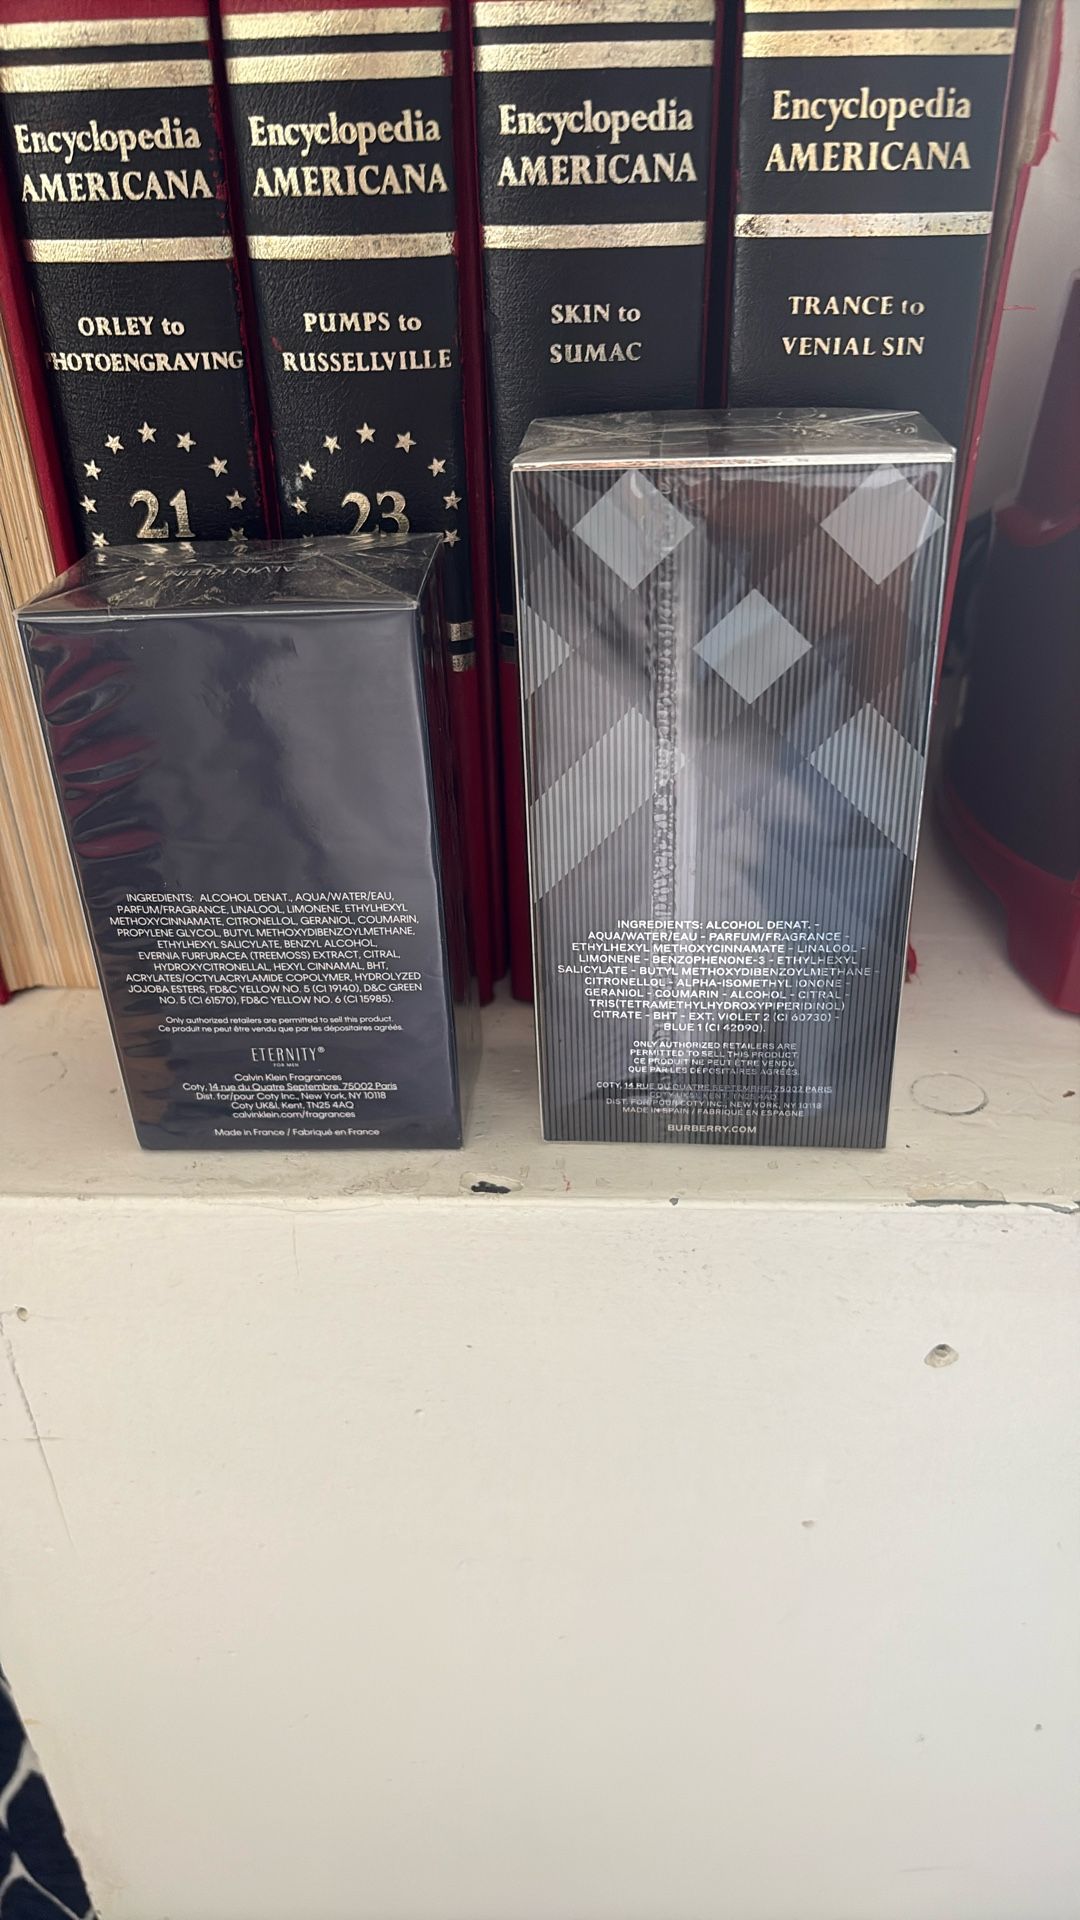 Encyclopedia
AMERICANA
ORLEY to
PHOTOENGRAVING
21
Encyclopedia
AMERICANA
PUMPS to
RUSSELLVILLE
23
Encyclopedia
AMERICANA
SKIN to
SUMAC
Encyclopedia
AMERICANA
TRANCE to
VENIAL SIN
CALVIN KLEIN
INGREDIENTS: ALCOHOL DENAT., AQUA/WATER/EAU,
PARFUM/FRAGRANCE, LINALOOL, LIMONENE, ETHYLHEXYL
METHOXYCINNAMATE, CITRONELLOL, GERANIOL, COUMARIN,
PROPYLENE GLYCOL, BUTYL METHOXYDIBENZOYLMETHANE,
ETHYLHEXYL SALICYLATE, BENZYL ALCOHOL,
EVERNIA FURFURACEA (TREEMOSS) EXTRACT, CITRAL,
HYDROXYCITRONELLAL, HEXYL CINNAMAL, BHT,
ACRYLATES/OCTYLACRYLAMIDE COPOLYMER, HYDROLYZED
JOJOBA ESTERS, FD&C YELLOW NO. 5 (CI 19140), D&C GREEN
NO. 5 (CI 61570), FD&C YELLOW NO. 6 (CI 15985).
Only authorized retailers are permitted to sell this product.
Ce produit ne peut être vendu que par les dépositaires agréés.
ETERNITY®
FOR MEN
Calvin Klein Fragrances
Coty, 14 rue du Quatre Septembre, 75002 Paris
Dist. for/pour Coty Inc., New York, NY 10118
Coty UK&I, Kent, TN25 4AQ
calvinklein.com/fragrances
Made in France / Fabriqué en France
INGREDIENTS: ALCOHOL DENAT. -
AQUA/WATER/EAU - PARFUM/FRAGRANCE -
ETHYLHEXYL METHOXYCINNAMATE - LINALOOL -
LIMONENE - BENZOPHENONE-3 - ETHYLHEXYL
SALICYLATE - BUTYL METHOXYDIBENZOYLMETHANE -
CITRONELLOL - ALPHA-ISOMETHYL IONONE -
GERANIOL - COUMARIN - ALCOHOL - CITRAL -
TRIS(TETRAMETHYLHYDROXYPIPERIDINOL)
CITRATE - BHT - EXT. VIOLET 2 (CI 60730) -
BLUE 1 (CI 42090).
ONLY AUTHORIZED RETAILERS ARE
PERMITTED TO SELL THIS PRODUCT.
CE PRODUIT NE PEUT ÊTRE VENDU
QUE PAR LES DÉPOSITAIRES AGRÉÉS.
COTY, 14 RUE DU QUATRE SEPTEMBRE, 75002 PARIS
COTY UK&I, KENT, TN25 4AQ
DIST. FOR/POUR COTY INC., NEW YORK, NY 10118
MADE IN SPAIN / FABRIQUÉ EN ESPAGNE
BURBERRY.COM